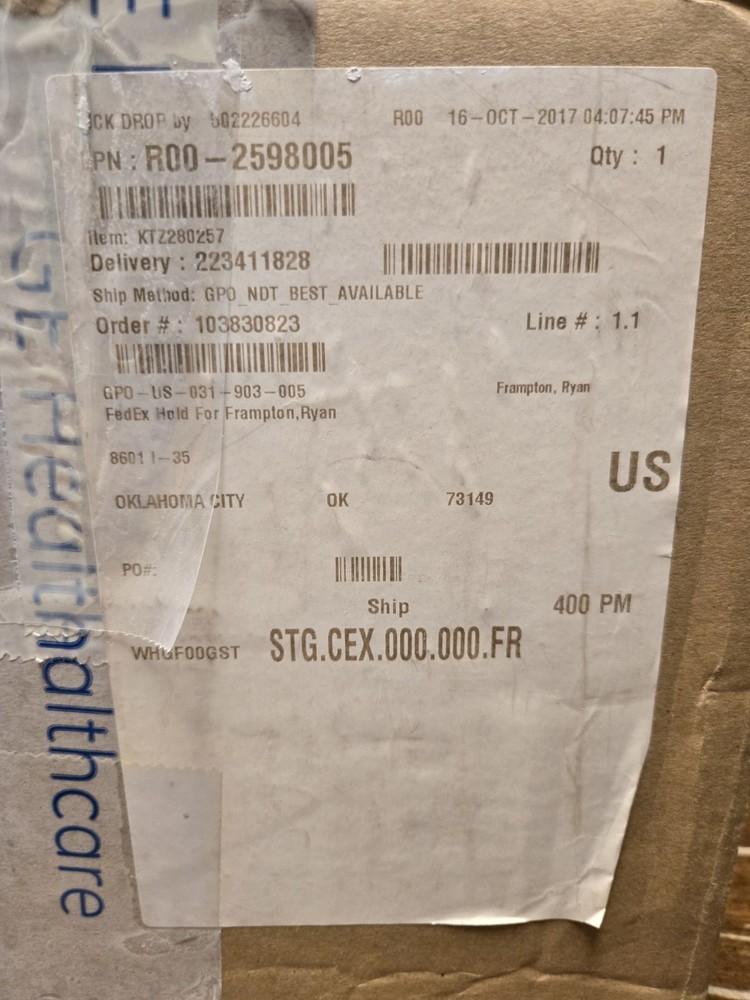 CK DROP by 502226604 R00 16-OCT-2017 04:07:45 PM
PN : R00-2598005 Qty : 1
Item: KTZ280257
Delivery : 223411828
Ship Method: GPO_NDT_BEST_AVAILABLE
Order # : 103830823 Line # : 1.1
GPO-US-031-903-005 Frampton, Ryan
FedEx Hold For Frampton,Ryan
8601 I-35
US
OKLAHOMA CITY OK 73149
PO#:
Ship 400 PM
WHGF00GST STG.CEX.000.000.FR
Healthcare